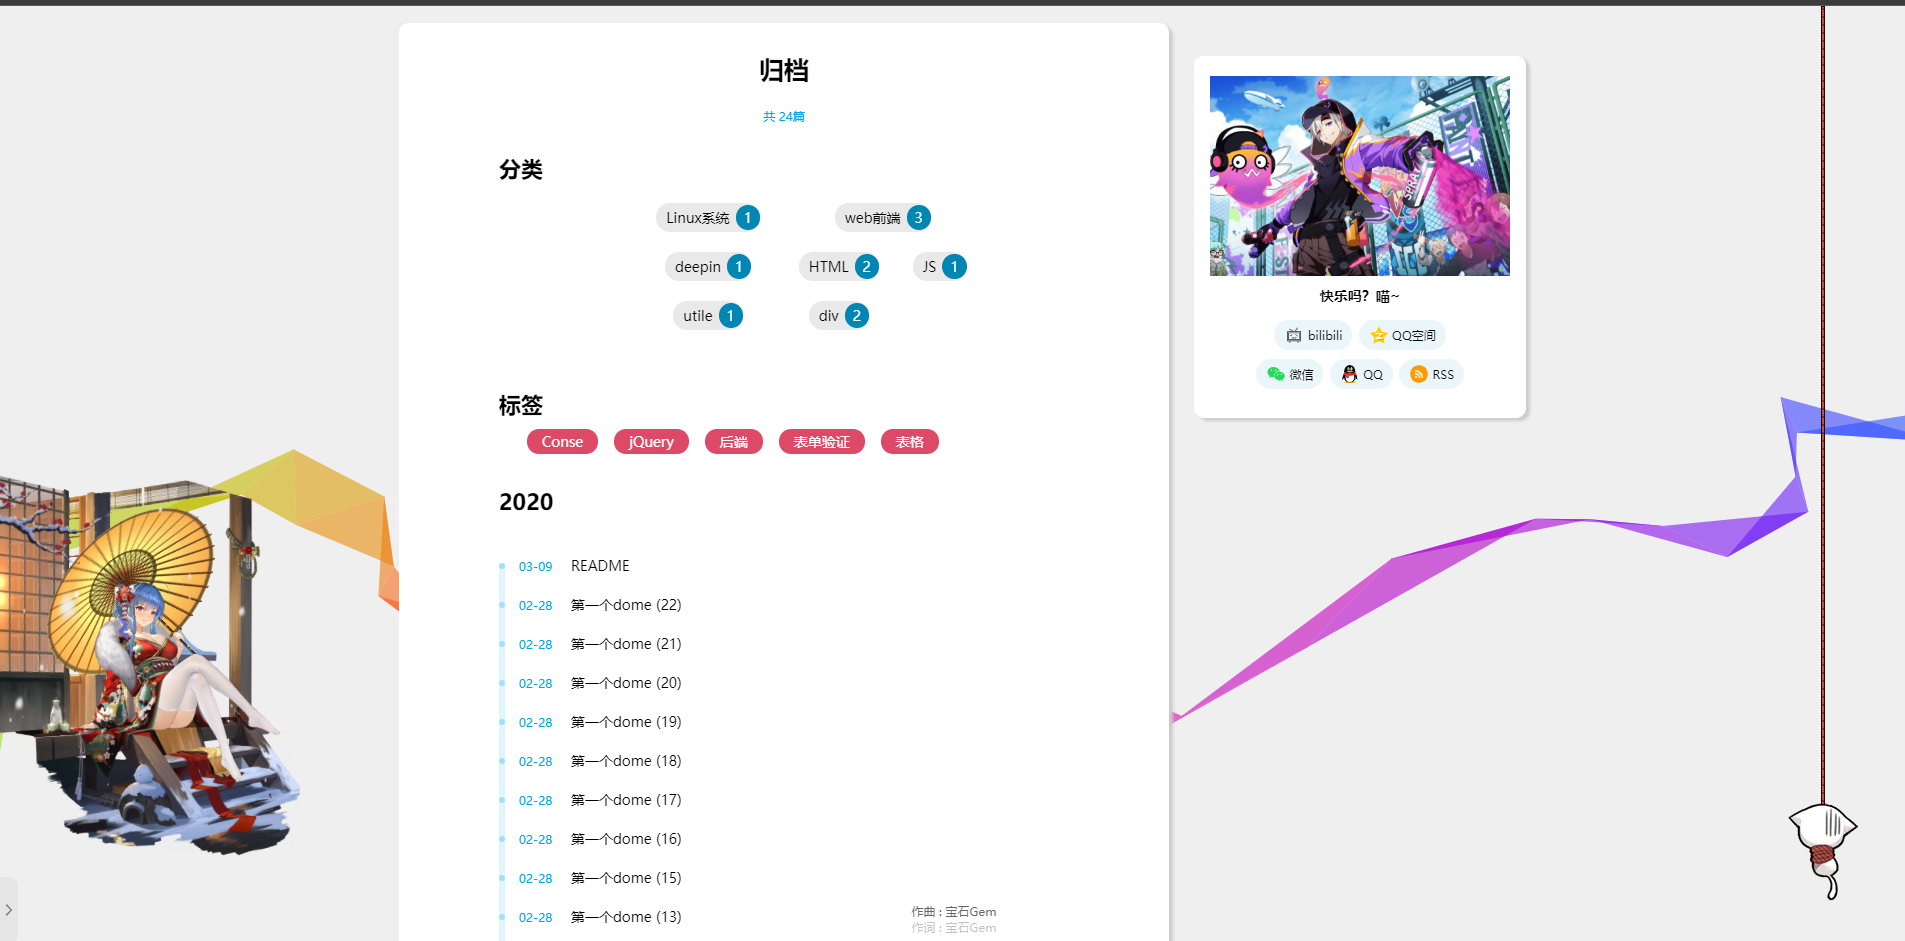 归档
共 24篇
分类
Linux系统 1 web前端 3
deepin 1 HTML 2 JS 1
utile 1 div 2
标签
Conse jQuery 后端 表单验证 表格
2020
03-09 README
02-28 第一个dome (22)
02-28 第一个dome (21)
02-28 第一个dome (20)
02-28 第一个dome (19)
02-28 第一个dome (18)
02-28 第一个dome (17)
02-28 第一个dome (16)
02-28 第一个dome (15)
02-28 第一个dome (13)
作曲 : 宝石Gem
作词 : 宝石Gem
SPRAY
快乐吗？喵~
bilibili QQ空间
微信 QQ RSS